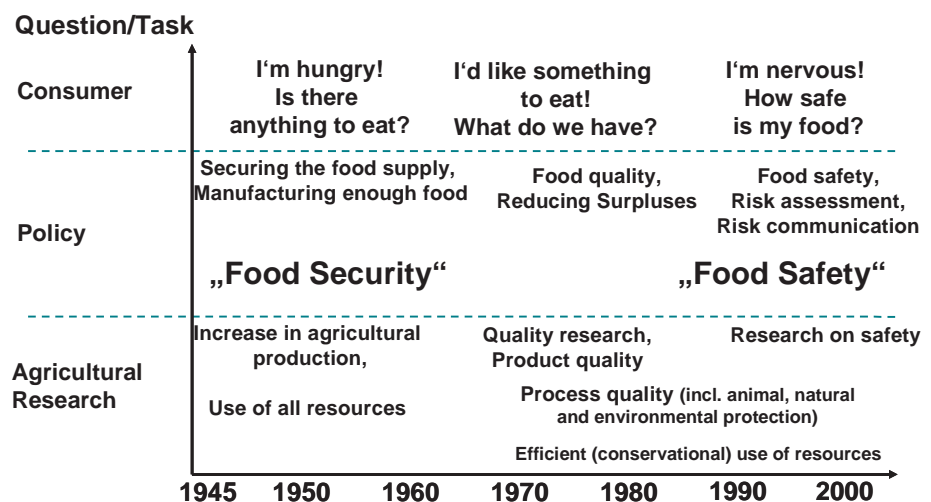 Question/Task
Consumer
I‘m hungry!
Is there
anything to eat?
I‘d like something
to eat!
What do we have?
I‘m nervous!
How safe
is my food?
Policy
Securing the food supply,
Manufacturing enough food
Food quality,
Reducing Surpluses
Food safety,
Risk assessment,
Risk communication
„Food Security“
„Food Safety“
Agricultural
Research
Increase in agricultural
production,
Use of all resources
Quality research,
Product quality
Research on safety
Process quality (incl. animal, natural
and environmental protection)
Efficient (conservational) use of resources
1945 1950 1960 1970 1980 1990 2000